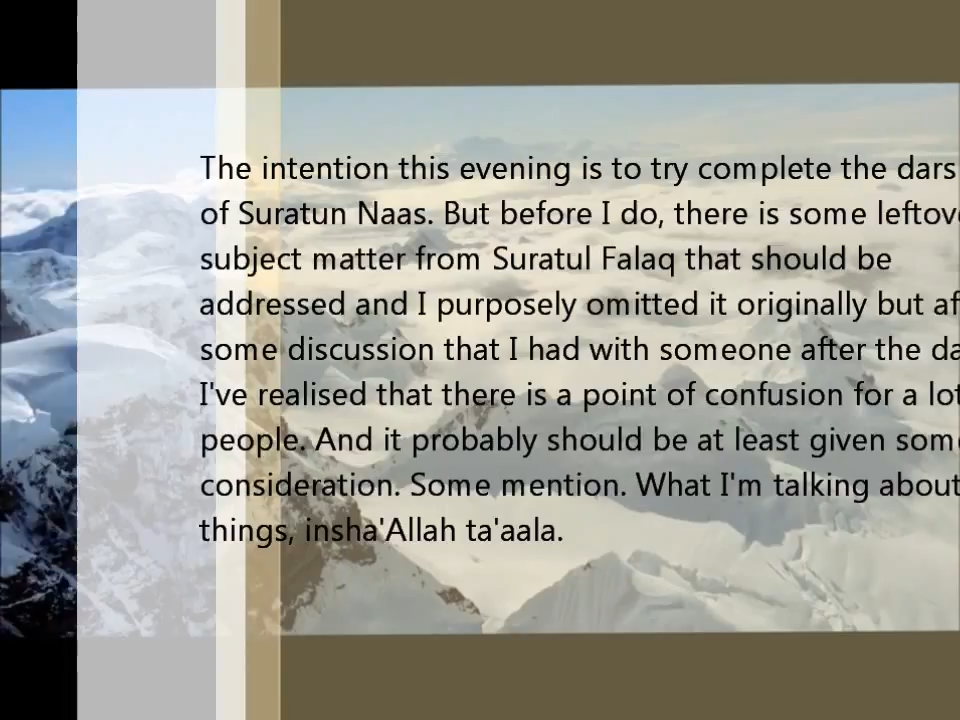 The intention this evening is to try complete the dars
of Suratun Naas. But before I do, there is some
subject matter from Suratul Falaq that should be
addressed and I purposely omitted it originally but
some discussion that I had with someone after the
I've realised that there is a point of confusion for a lot
people. And it probably should be at least given
consideration. Some mention. What I'm talking about
things, insha'Allah ta'aala.